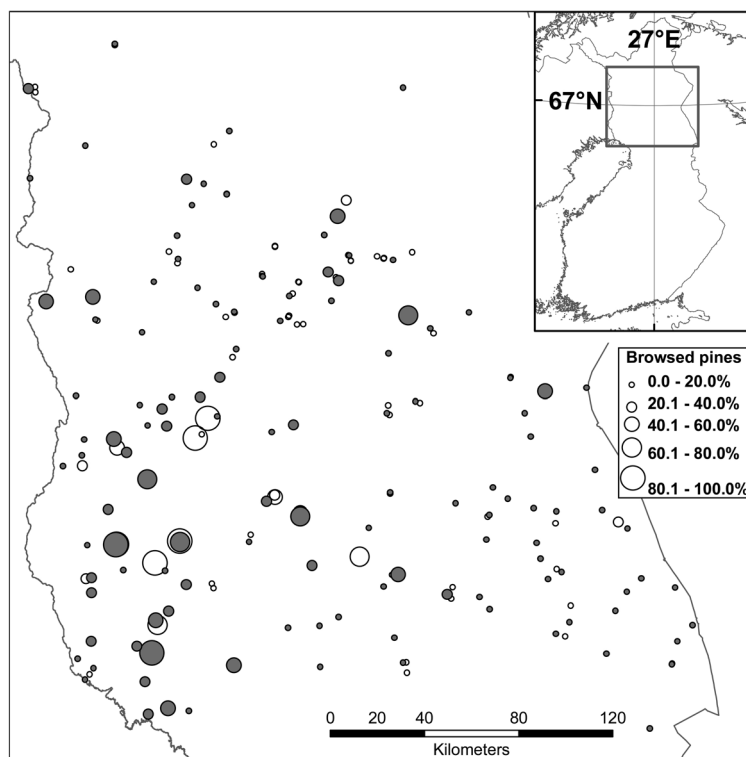 27°E
67°N
Browsed pines
0.0 - 20.0%
20.1 - 40.0%
40.1 - 60.0%
60.1 - 80.0%
80.1 - 100.0%
0 20 40 80 120
Kilometers